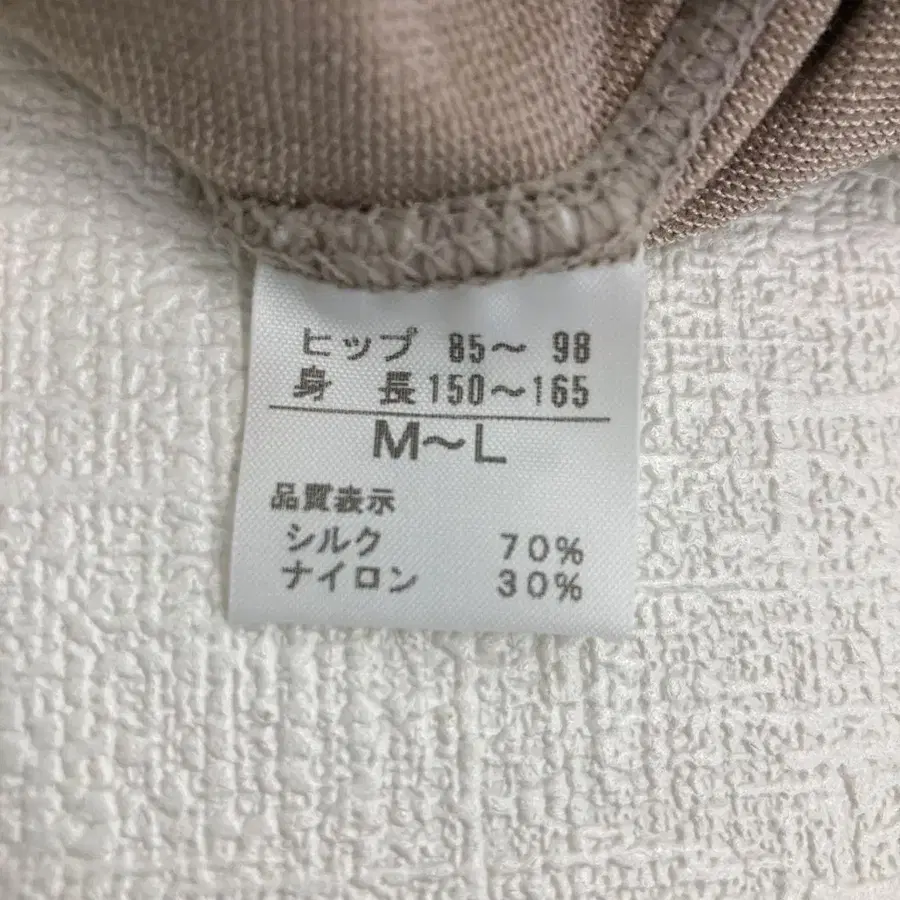 ヒップ 85～ 98
身 長150～165
M～L
品質表示
シルク 70%
ナイロン 30%